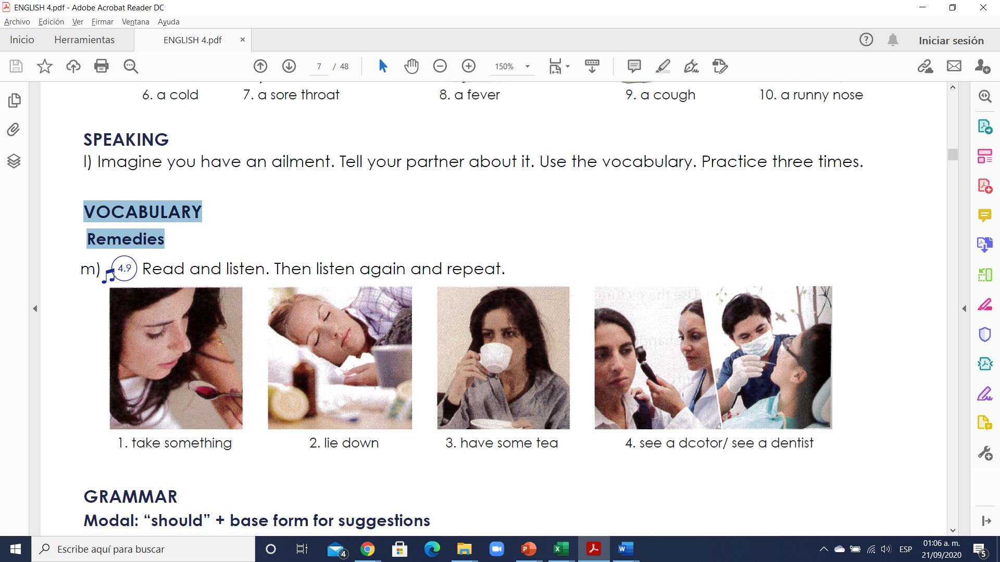 ENGLISH 4.pdf - Adobe Acrobat Reader DC
Archivo Edición Ver Firmar Ventana Ayuda
Inicio Herramientas ENGLISH 4.pdf × Iniciar sesión
7 / 48 150%
6. a cold 7. a sore throat 8. a fever 9. a cough 10. a runny nose
SPEAKING
l) Imagine you have an ailment. Tell your partner about it. Use the vocabulary. Practice three times.
VOCABULARY
Remedies
m) 4.9 Read and listen. Then listen again and repeat.
1. take something 2. lie down 3. have some tea 4. see a dcotor/ see a dentist
GRAMMAR
Modal: “should” + base form for suggestions
Escribe aquí para buscar 4 ESP 01:06 a. m.
21/09/2020 5